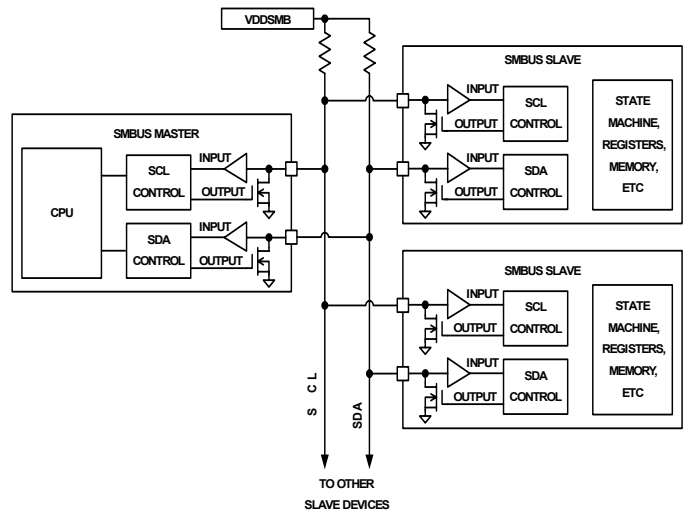 VDDSMB
SMBUS MASTER
CPU
SCL
CONTROL
INPUT
OUTPUT
SDA
CONTROL
INPUT
OUTPUT
SMBUS SLAVE
INPUT
OUTPUT
SCL
CONTROL
INPUT
OUTPUT
SDA
CONTROL
STATE
MACHINE,
REGISTERS,
MEMORY,
ETC
SMBUS SLAVE
INPUT
OUTPUT
SCL
CONTROL
INPUT
OUTPUT
SDA
CONTROL
STATE
MACHINE,
REGISTERS,
MEMORY,
ETC
S CL
SDA
TO OTHER
SLAVE DEVICES